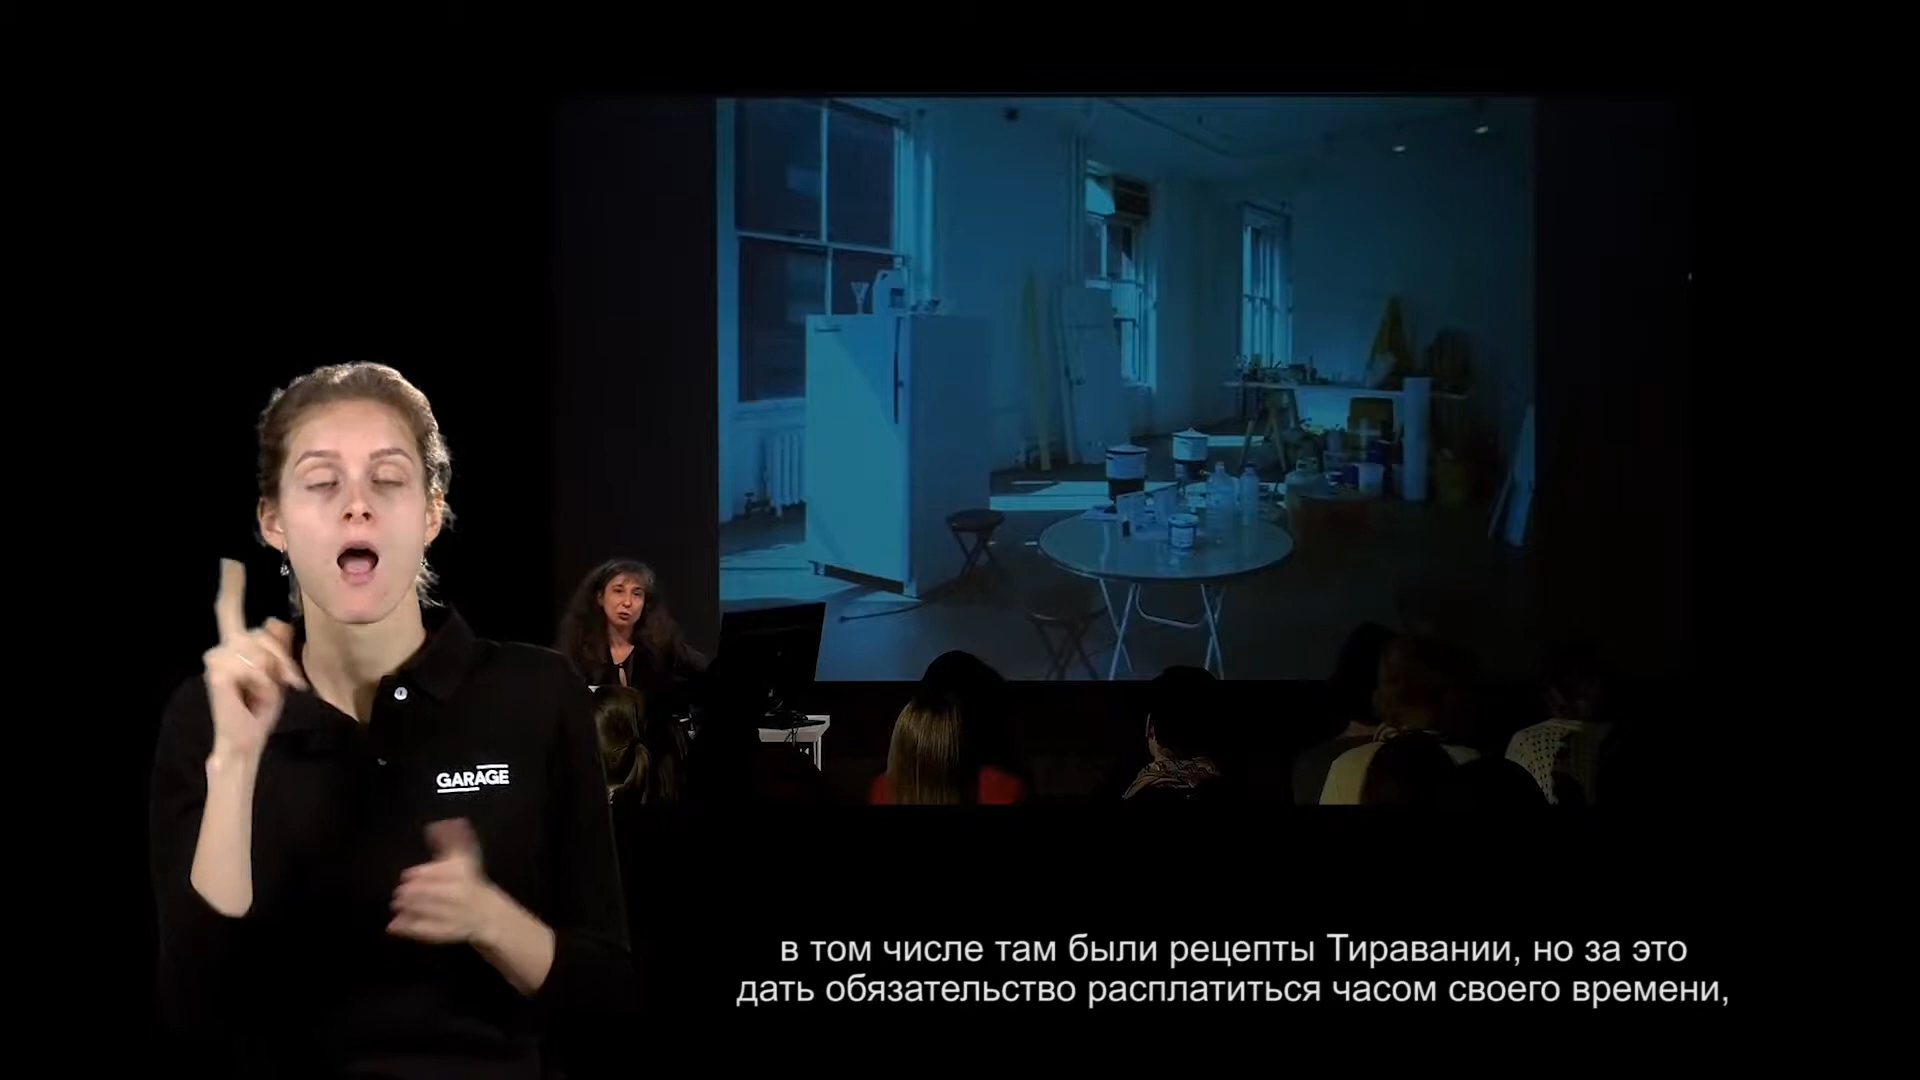 GARAGE
в том числе там были рецепты Тиравании, но за это
дать обязательство расплатиться часом своего времени,